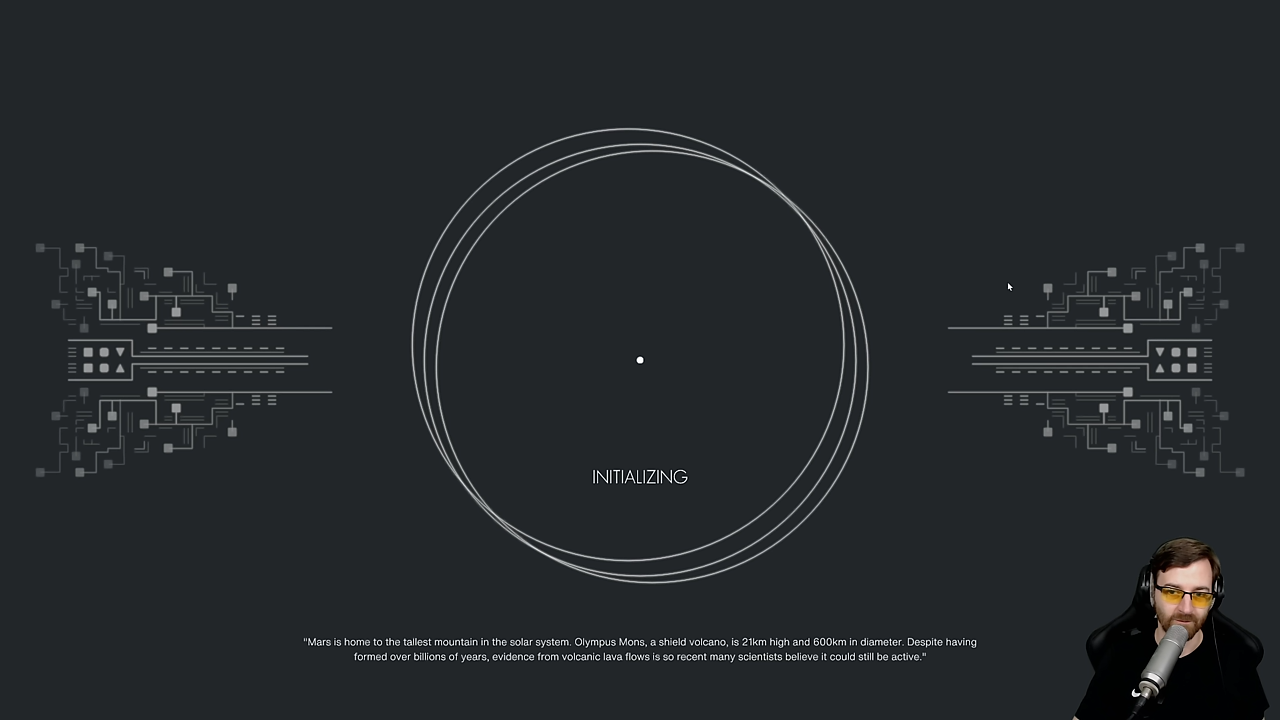 INITIALIZING
"Mars is home to the tallest mountain in the solar system. Olympus Mons, a shield volcano, is 21km high and 600km in diameter. Despite having
formed over billions of years, evidence from volcanic lava flows is so recent many scientists believe it could still be active."